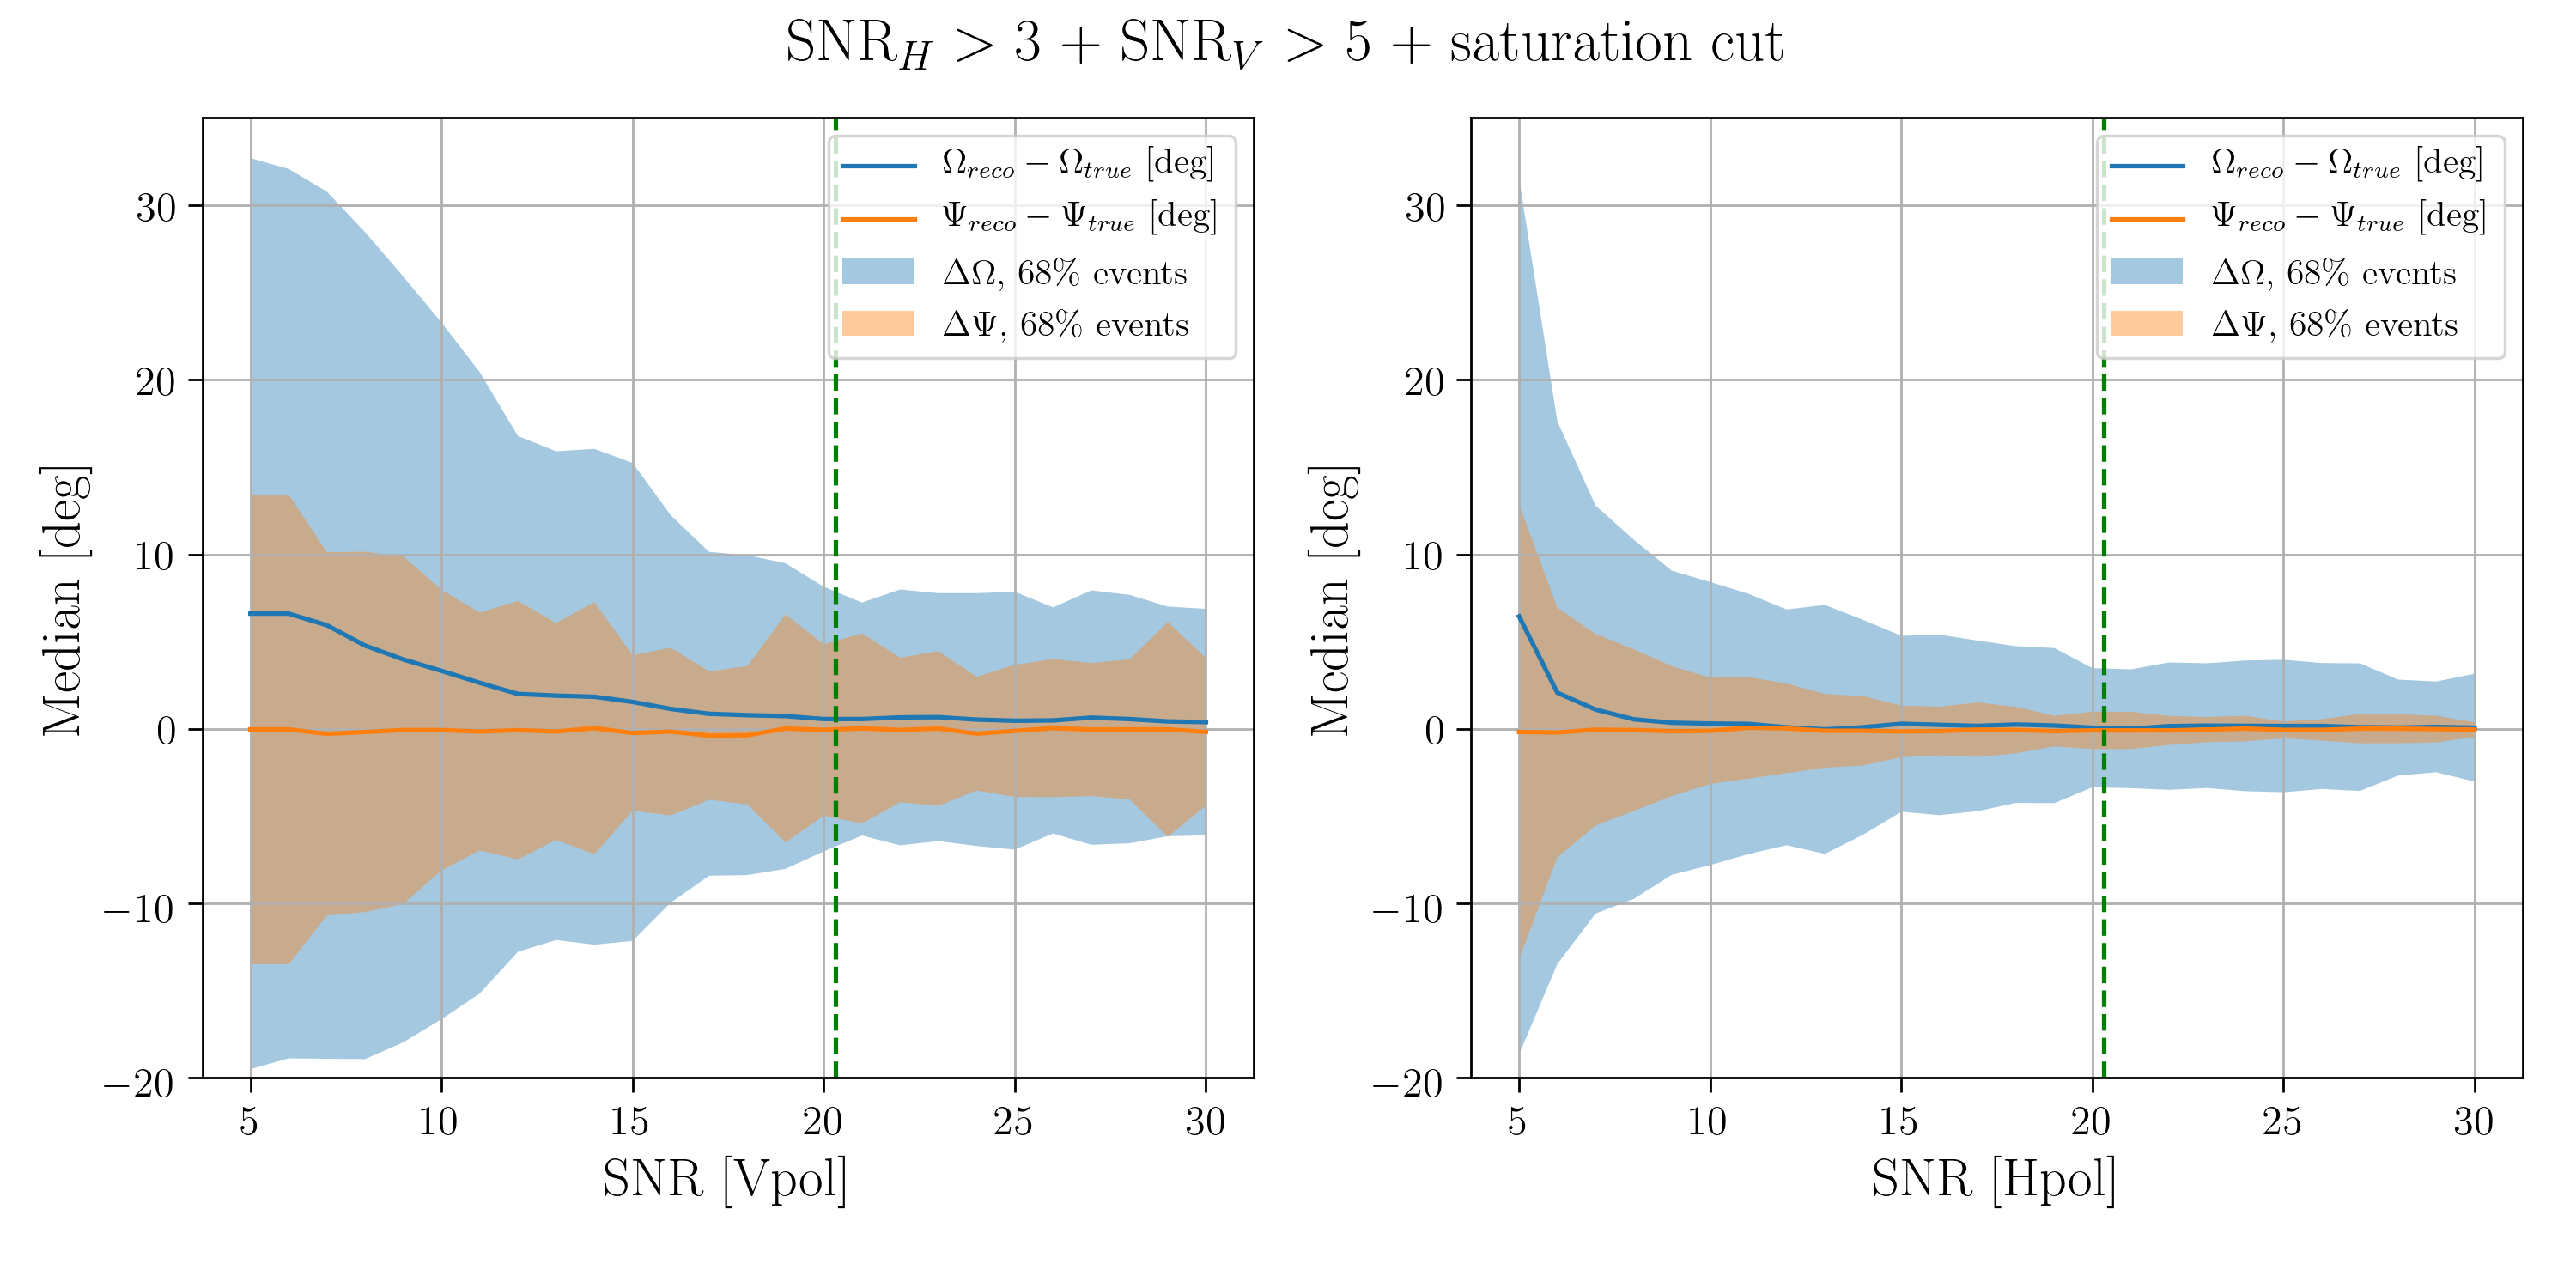 SNR_H > 3 + SNR_V > 5 + saturation cut
Median [deg]
30
20
10
0
−10
−20
Ω_reco − Ω_true [deg]
Ψ_reco − Ψ_true [deg]
ΔΩ, 68% events
ΔΨ, 68% events
5 10 15 20 25 30
SNR [Vpol]
Median [deg]
30
20
10
0
−10
−20
Ω_reco − Ω_true [deg]
Ψ_reco − Ψ_true [deg]
ΔΩ, 68% events
ΔΨ, 68% events
5 10 15 20 25 30
SNR [Hpol]